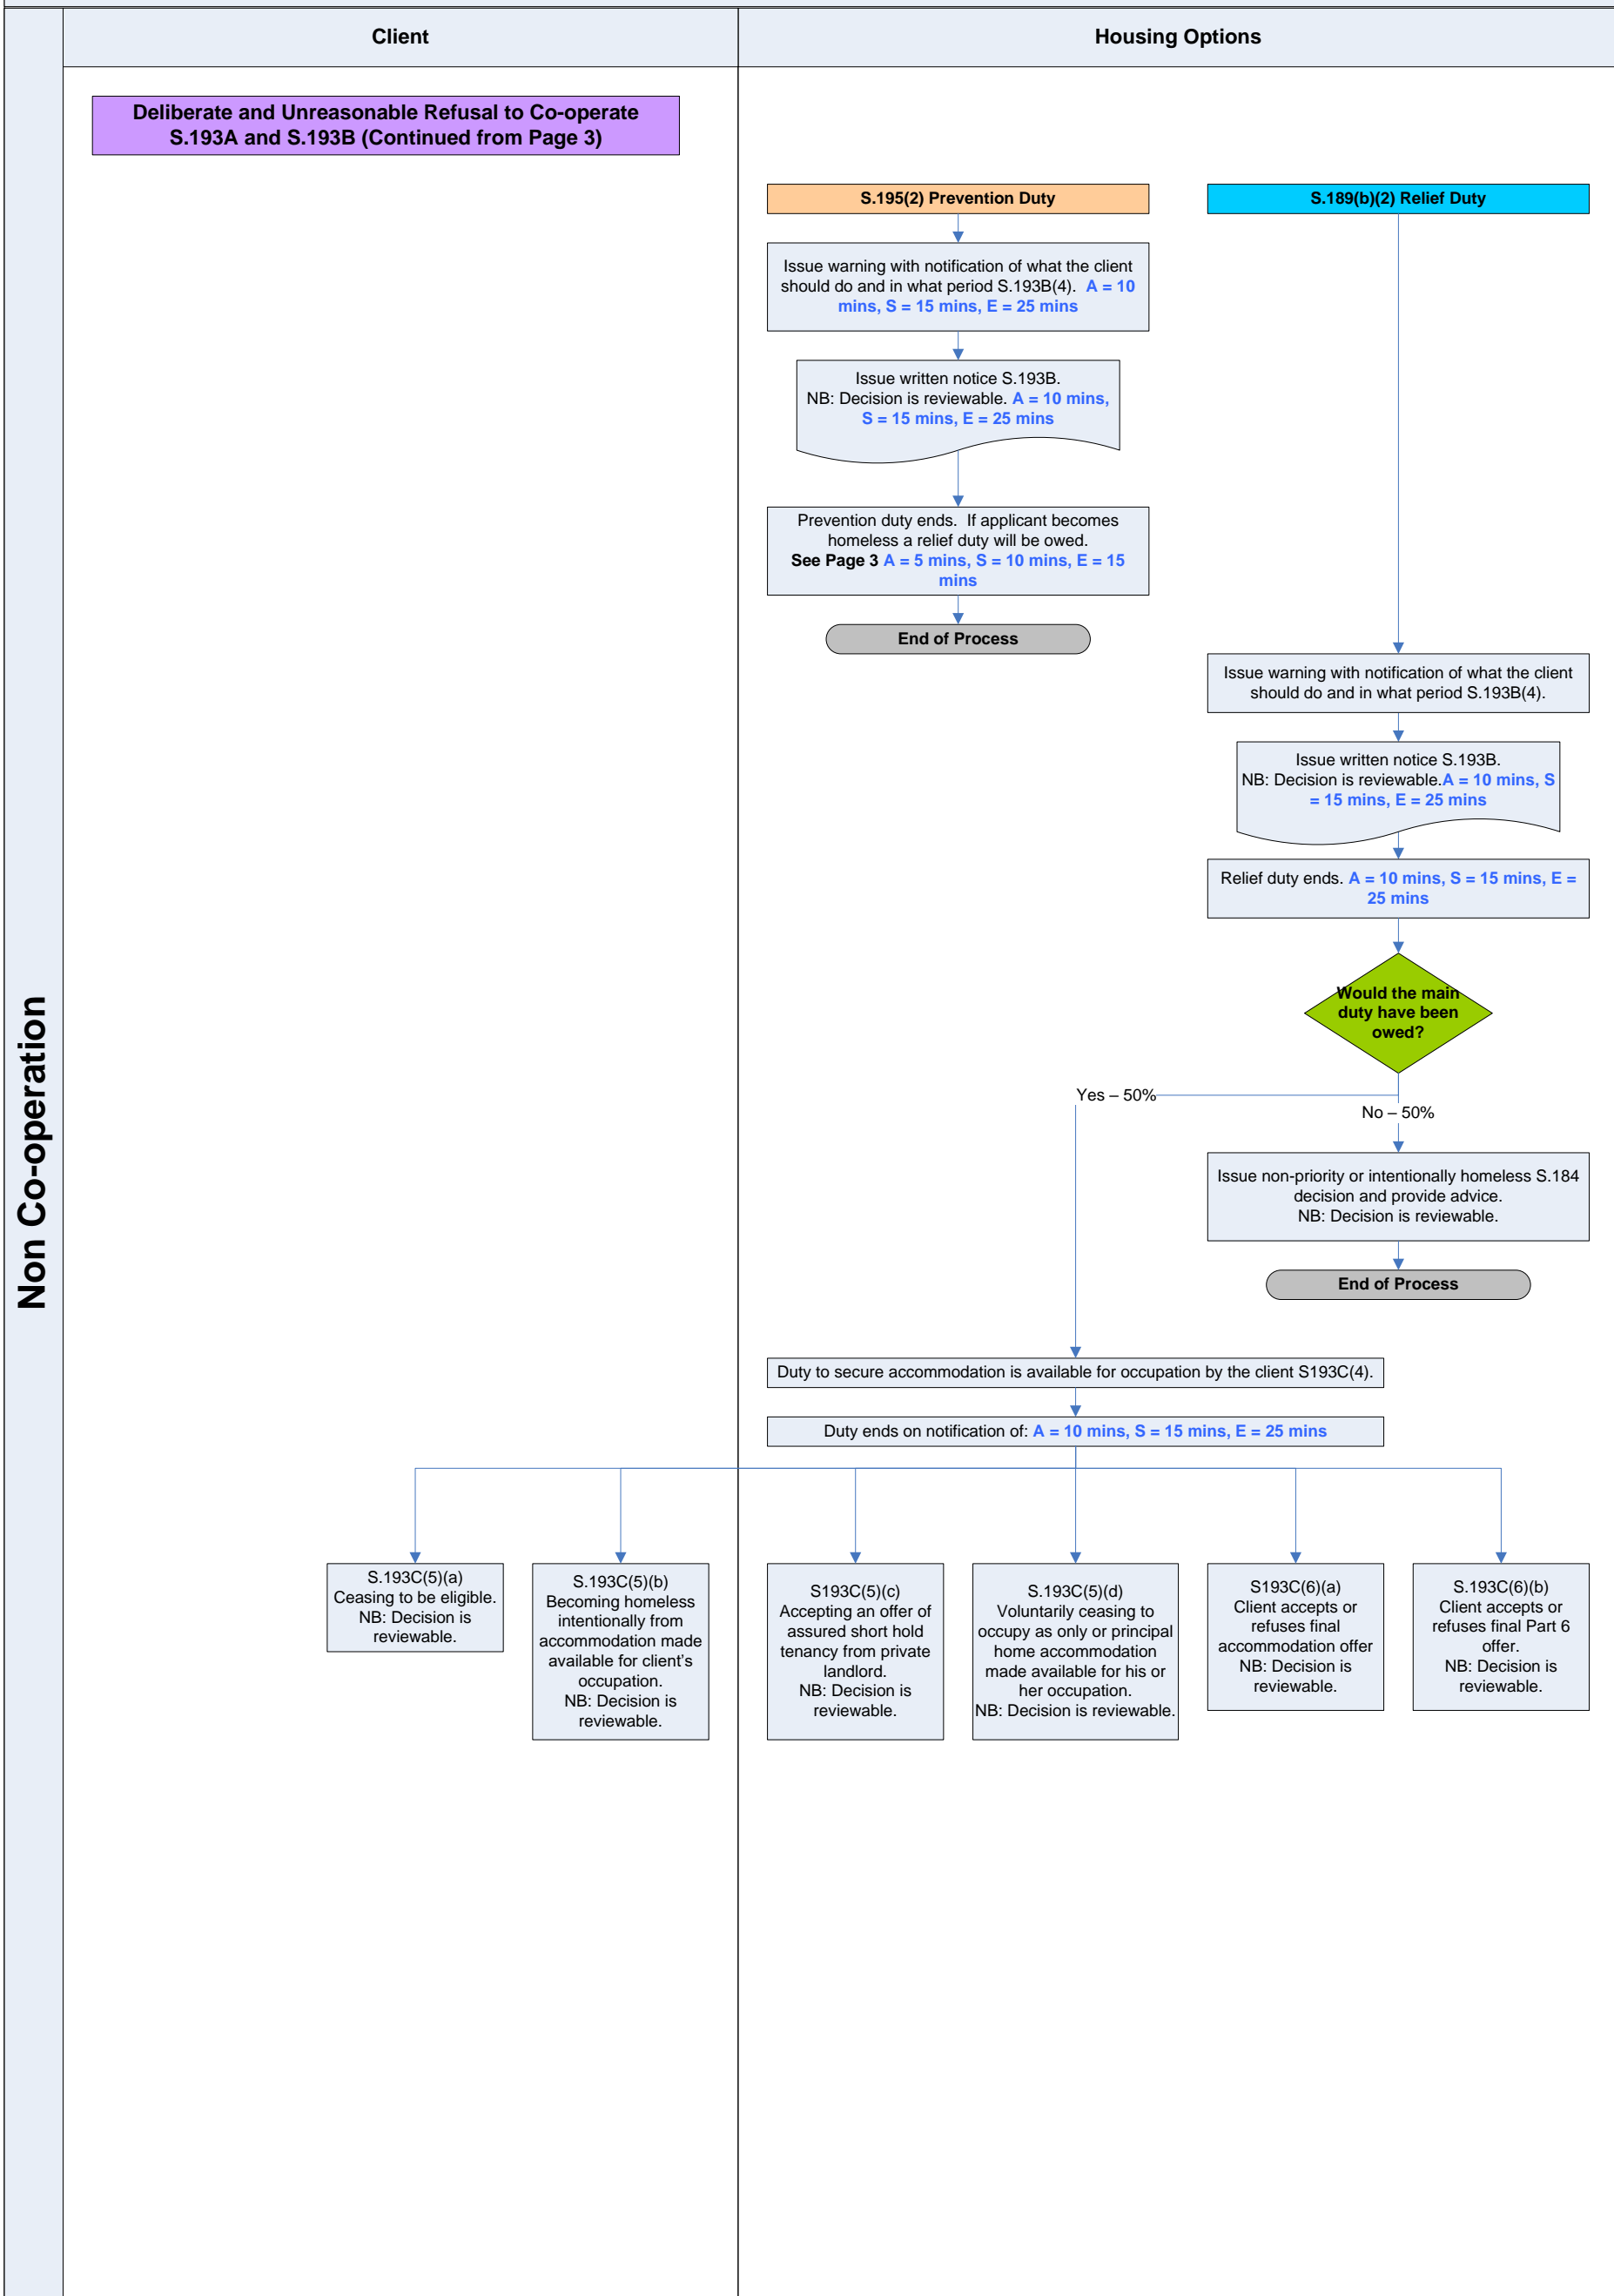 Client
Housing Options
Non Co-operation
Deliberate and Unreasonable Refusal to Co-operate
S.193A and S.193B (Continued from Page 3)
S.195(2) Prevention Duty
S.189(b)(2) Relief Duty
Issue warning with notification of what the client
should do and in what period S.193B(4).  A = 10
mins, S = 15 mins, E = 25 mins
Issue written notice S.193B.
NB: Decision is reviewable. A = 10 mins,
S = 15 mins, E = 25 mins
Prevention duty ends.  If applicant becomes
homeless a relief duty will be owed.
See Page 3 A = 5 mins, S = 10 mins, E = 15
mins
End of Process
Issue warning with notification of what the client
should do and in what period S.193B(4).
Issue written notice S.193B.
NB: Decision is reviewable.A = 10 mins, S
= 15 mins, E = 25 mins
Relief duty ends. A = 10 mins, S = 15 mins, E =
25 mins
Would the main
duty have been
owed?
Yes – 50%
No – 50%
Issue non-priority or intentionally homeless S.184
decision and provide advice.
NB: Decision is reviewable.
End of Process
Duty to secure accommodation is available for occupation by the client S193C(4).
Duty ends on notification of: A = 10 mins, S = 15 mins, E = 25 mins
S.193C(5)(a)
Ceasing to be eligible.
NB: Decision is
reviewable.
S.193C(5)(b)
Becoming homeless
intentionally from
accommodation made
available for client's
occupation.
NB: Decision is
reviewable.
S193C(5)(c)
Accepting an offer of
assured short hold
tenancy from private
landlord.
NB: Decision is
reviewable.
S.193C(5)(d)
Voluntarily ceasing to
occupy as only or principal
home accommodation
made available for his or
her occupation.
NB: Decision is reviewable.
S193C(6)(a)
Client accepts or
refuses final
accommodation offer
NB: Decision is
reviewable.
S.193C(6)(b)
Client accepts or
refuses final Part 6
offer.
NB: Decision is
reviewable.